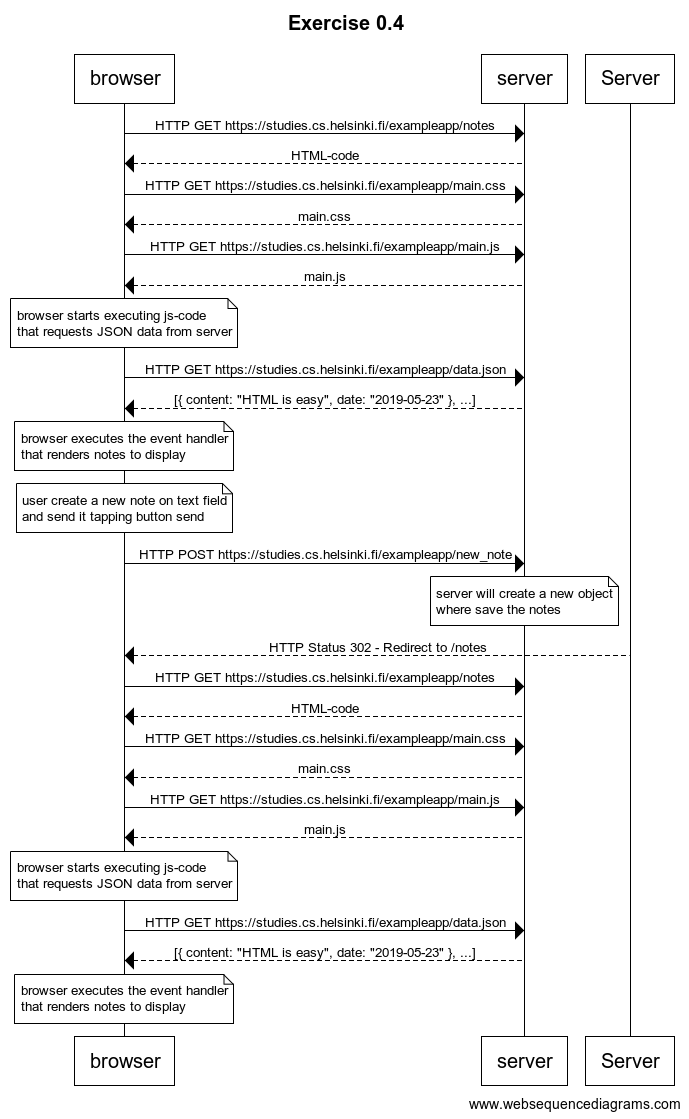 Exercise 0.4
browser
server
Server
HTTP GET https://studies.cs.helsinki.fi/exampleapp/notes
HTML-code
HTTP GET https://studies.cs.helsinki.fi/exampleapp/main.css
main.css
HTTP GET https://studies.cs.helsinki.fi/exampleapp/main.js
main.js
browser starts executing js-code
that requests JSON data from server
HTTP GET https://studies.cs.helsinki.fi/exampleapp/data.json
[{ content: "HTML is easy", date: "2019-05-23" }, ...]
browser executes the event handler
that renders notes to display
user create a new note on text field
and send it tapping button send
HTTP POST https://studies.cs.helsinki.fi/exampleapp/new_note
server will create a new object
where save the notes
HTTP Status 302 - Redirect to /notes
HTTP GET https://studies.cs.helsinki.fi/exampleapp/notes
HTML-code
HTTP GET https://studies.cs.helsinki.fi/exampleapp/main.css
main.css
HTTP GET https://studies.cs.helsinki.fi/exampleapp/main.js
main.js
browser starts executing js-code
that requests JSON data from server
HTTP GET https://studies.cs.helsinki.fi/exampleapp/data.json
[{ content: "HTML is easy", date: "2019-05-23" }, ...]
browser executes the event handler
that renders notes to display
browser
server
Server
www.websequencediagrams.com